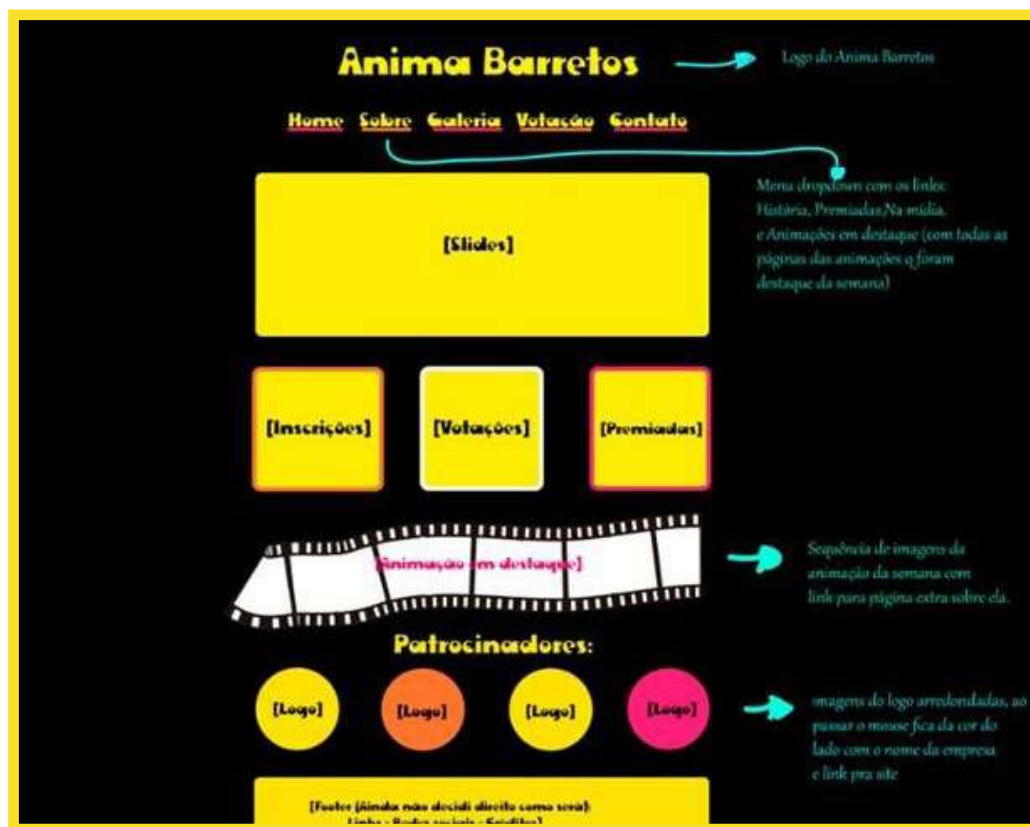 Anima Barretos
Logo do Anima Barretos
Home Sobre Galeria Votação Contato
Menu dropdown com os links:
História, Premiadas,Na mídia,
e Animações em destaque (com todas as
páginas das animações q foram
destaque da semana)
[Slides]
[Inscrições]
[Votações]
[Premiadas]
[Animação em destaque]
Sequência de imagens da
animação da semana com
link para página extra sobre ela.
Patrocinadores:
[Logo]
[Logo]
[Logo]
[Logo]
imagens do logo arredondadas, ao
passar o mouse fica da cor do
lado com o nome da empresa
e link pra site
[Footer (Ainda não decidi direito como será):
Links - Redes sociais - Créditos]